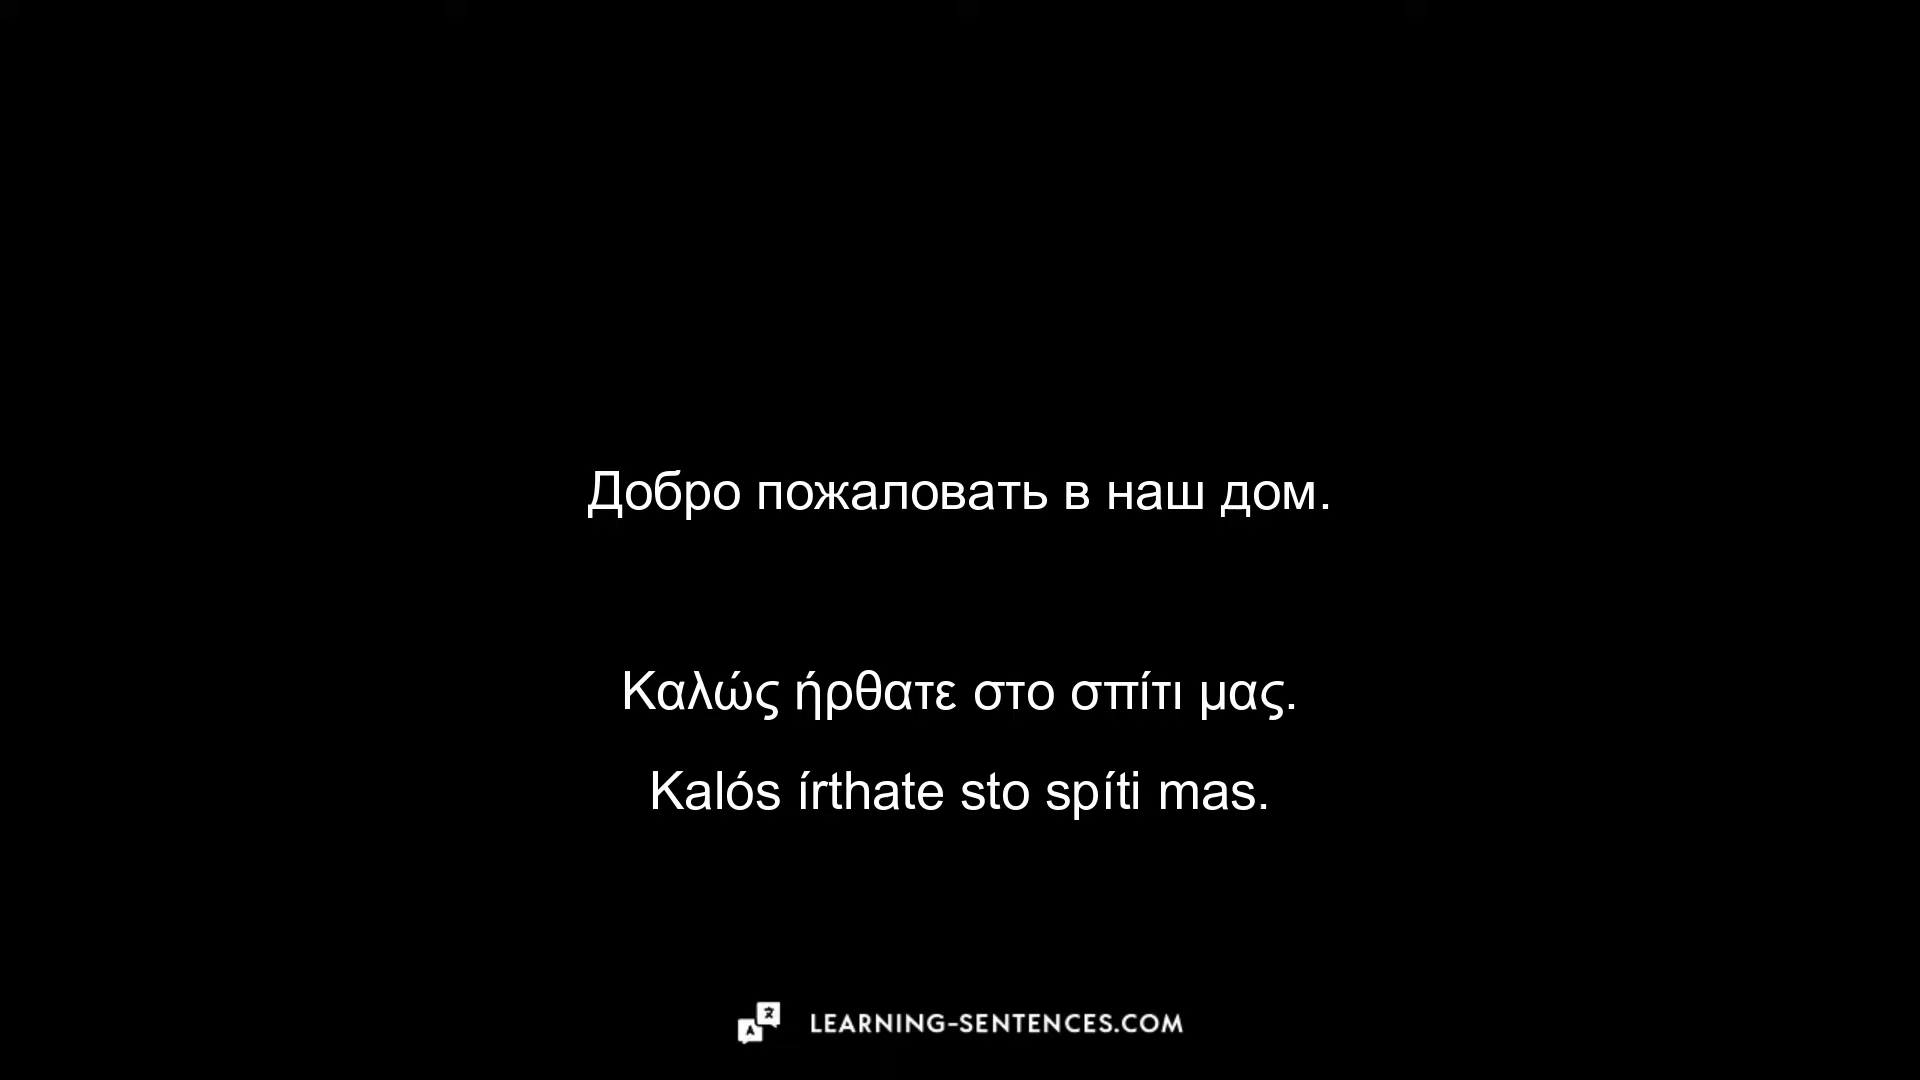 Добро пожаловать в наш дом.
Καλώς ήρθατε στο σπίτι μας.
Kalós írthate sto spíti mas.
LEARNING-SENTENCES.COM